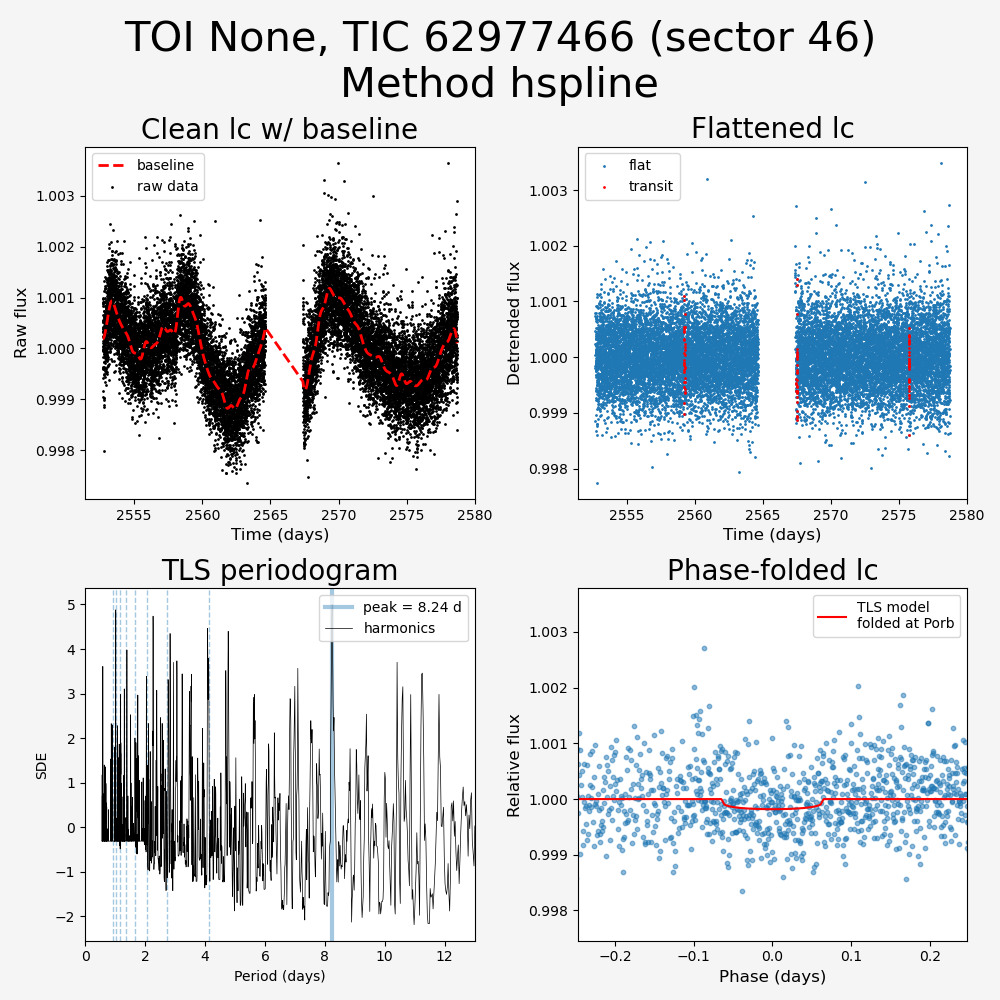 TOI None, TIC 62977466 (sector 46)
Method hspline
Clean lc w/ baseline
baseline
raw data
1.003
1.002
1.001
1.000
0.999
0.998
Raw flux
2555 2560 2565 2570 2575 2580
Time (days)
Flattened lc
flat
transit
1.003
1.002
1.001
1.000
0.999
0.998
Detrended flux
2555 2560 2565 2570 2575 2580
Time (days)
TLS periodogram
peak = 8.24 d
harmonics
5
4
3
2
1
0
−1
−2
SDE
0 2 4 6 8 10 12
Period (days)
Phase-folded lc
TLS model
folded at Porb
1.003
1.002
1.001
1.000
0.999
0.998
Relative flux
−0.2 −0.1 0.0 0.1 0.2
Phase (days)